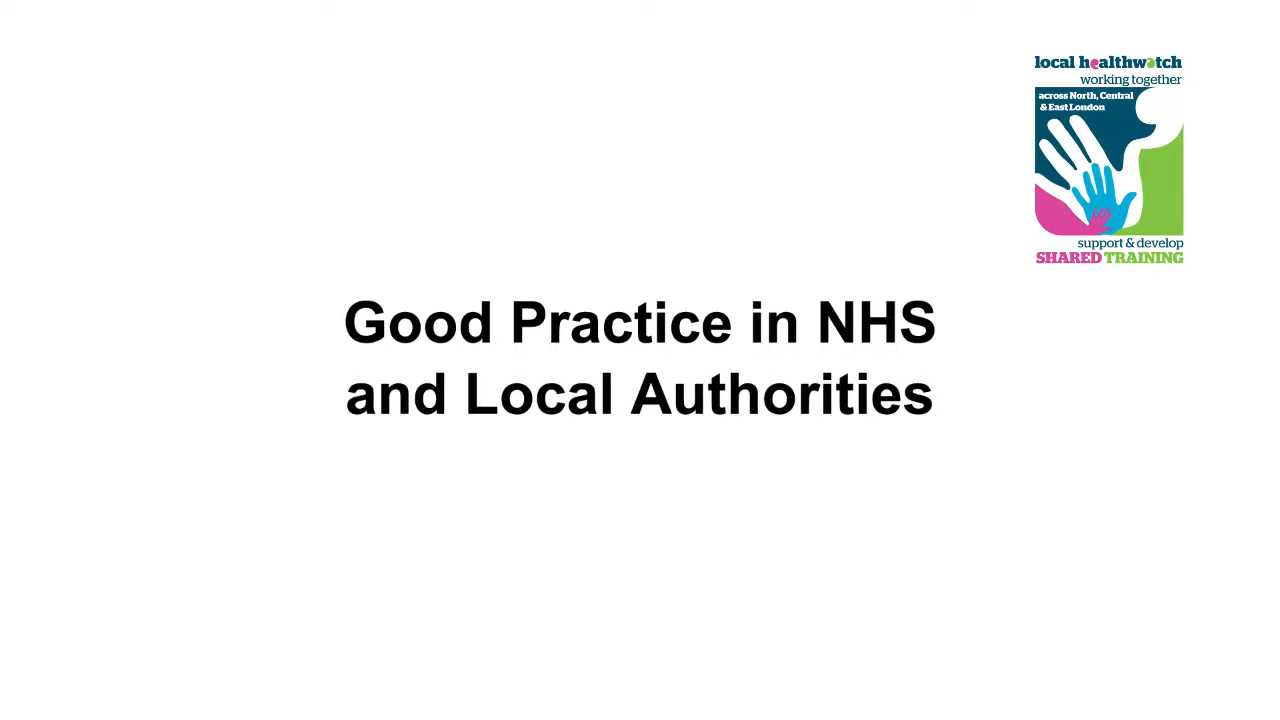 local healthwatch
working together
across North, Central
& East London
support & develop
SHARED TRAINING
Good Practice in NHS
and Local Authorities